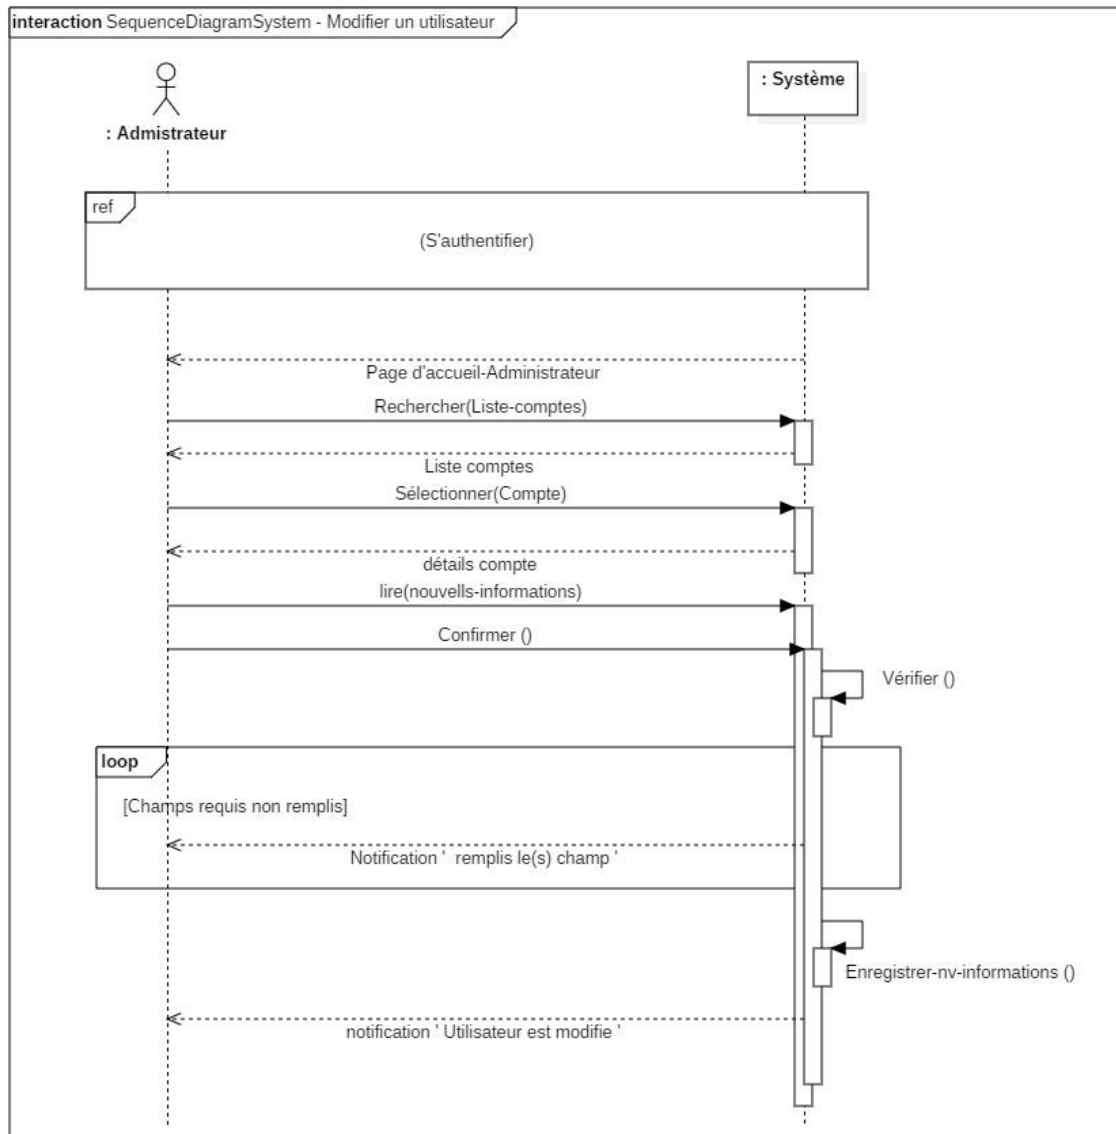 interaction SequenceDiagramSystem - Modifier un utilisateur
: Système
: Admistrateur
ref
(S'authentifier)
Page d'accueil-Administrateur
Rechercher(Liste-comptes)
Liste comptes
Sélectionner(Compte)
détails compte
lire(nouvells-informations)
Confirmer ()
Vérifier ()
loop
[Champs requis non remplis]
Notification ' remplis le(s) champ '
Enregistrer-nv-informations ()
notification ' Utilisateur est modifie '